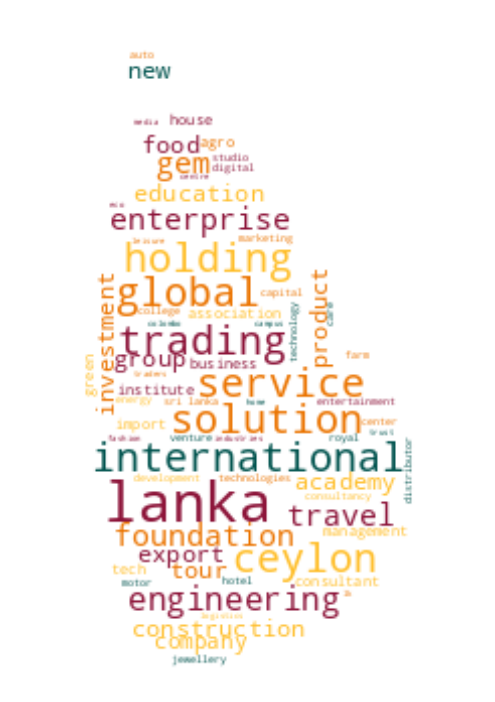 auto
new
media house
food agro
gem studio
digital
centre
education
eco
enterprise
leisure marketing
holding
global capital
investment
product
college association
care
colombo campus
technology
trading
group business
farm
green
traders
institute service
energy sri lanka home entertainment
import solution center
trust
fashion venture industries royal
international
distributor
development technologies academy
consultancy
lanka travel
foundation management
export ceylon
tech tour
motor hotel consultant
engineering
logistics
construction
company
jewellery